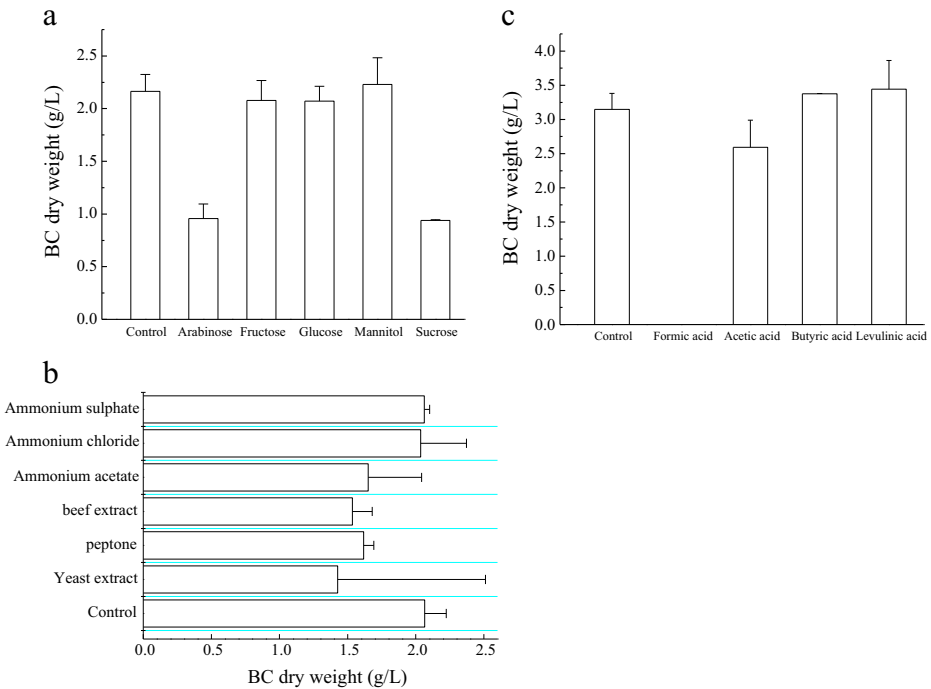 a
BC dry weight (g/L)
2.5
2.0
1.5
1.0
0.5
0.0
Control Arabinose Fructose Glucose Mannitol Sucrose
c
BC dry weight (g/L)
4.0
3.5
3.0
2.5
2.0
1.5
1.0
0.5
0.0
Control Formic acid Acetic acid Butyric acid Levulinic acid
b
Ammonium sulphate
Ammonium chloride
Ammonium acetate
beef extract
peptone
Yeast extract
Control
0.0 0.5 1.0 1.5 2.0 2.5
BC dry weight (g/L)